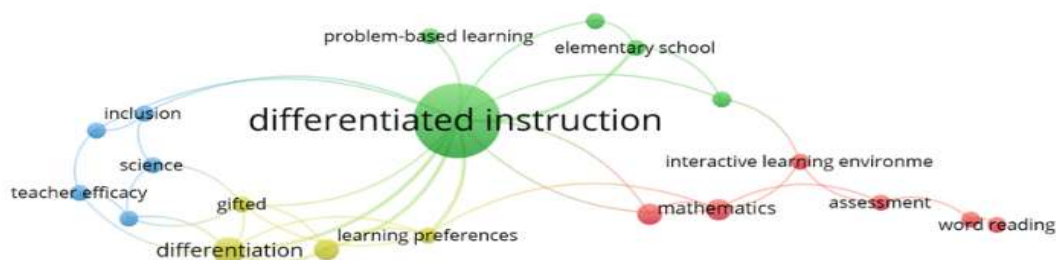 problem-based learning
elementary school
inclusion
differentiated instruction
science
interactive learning environme
teacher efficacy
gifted
mathematics
assessment
learning preferences
word reading
differentiation